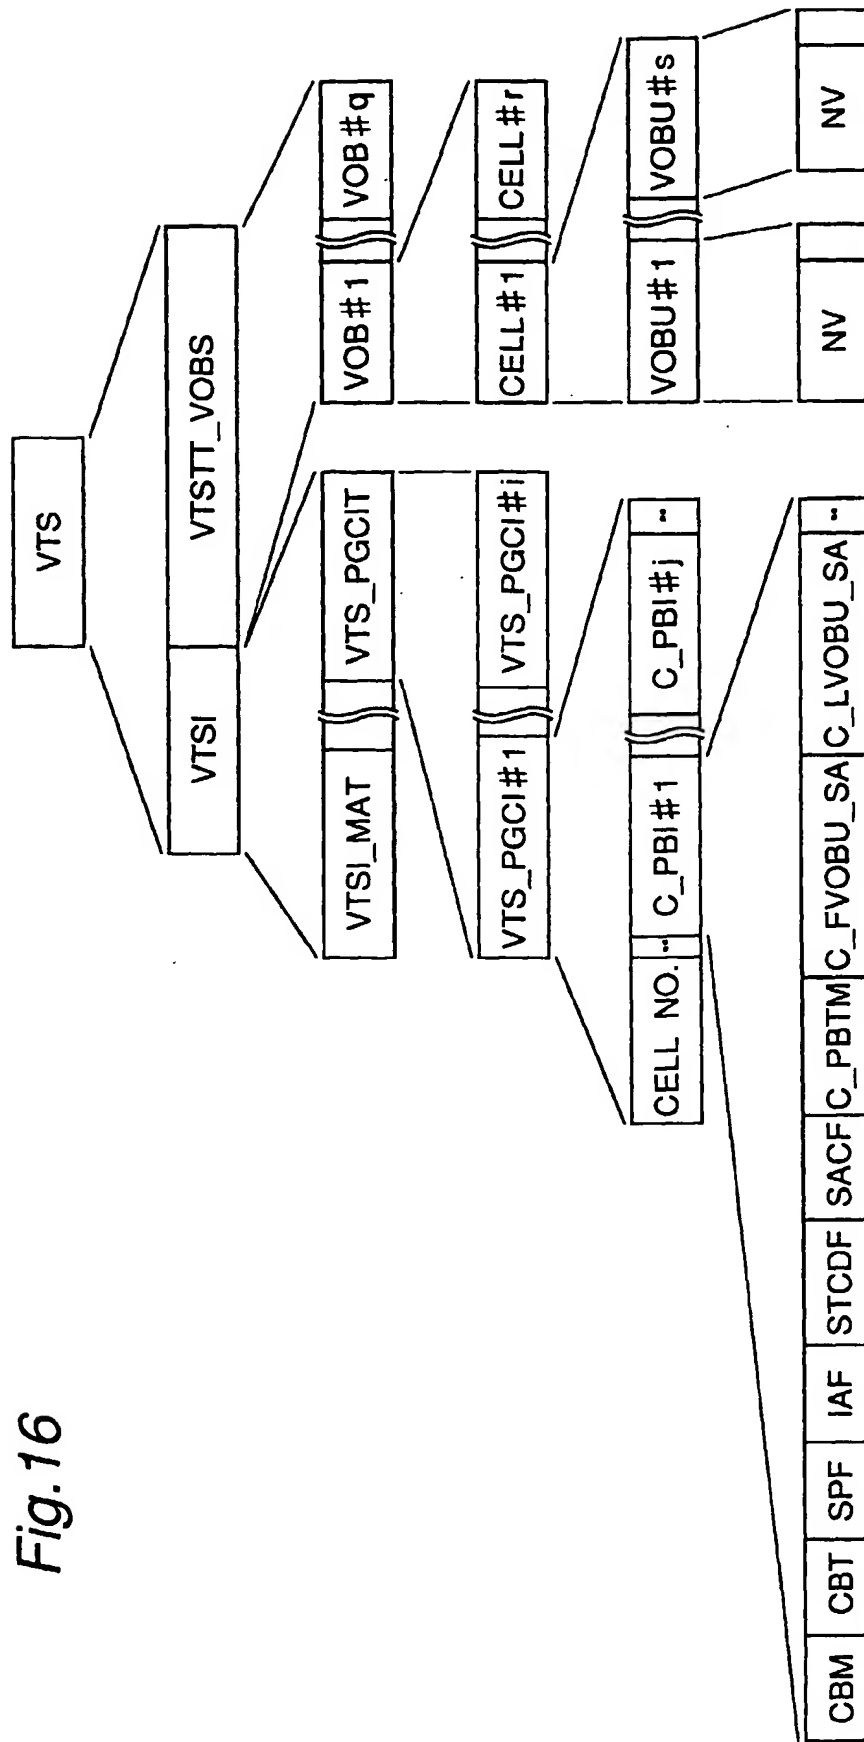 Fig.16
VTS
VTSI VTSTT_VOBS
VTSI_MAT VTS_PGCIT VOB#1 VOB#q
VTS_PGCI#1 VTS_PGCI#i CELL#1 CELL#r
CELL NO. -- C_PBI#1 C_PBI#j -- VOBU#1 VOBU#s
CBM CBT SPF IAF STCDF SACF C_PBTM C_FVOBU_SA C_LVOBU_SA -- NV NV